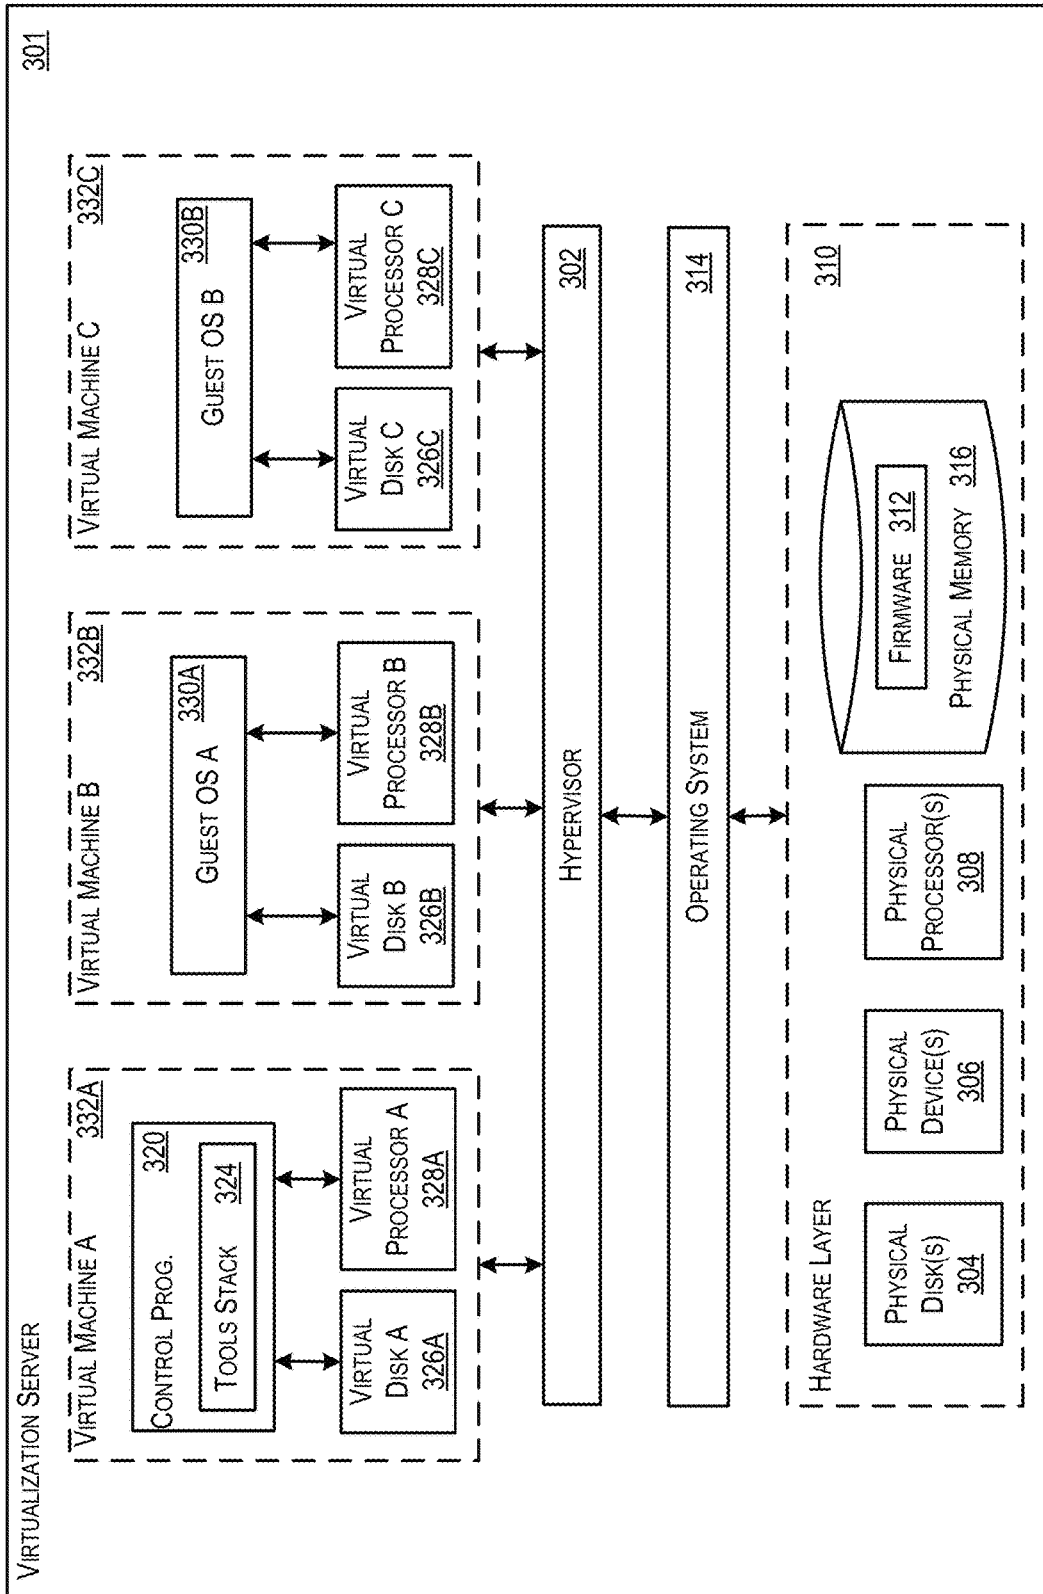 VIRTUALIZATION SERVER
301
VIRTUAL MACHINE A
332A
CONTROL PROG.
320
TOOLS STACK
324
VIRTUAL
DISK A
326A
VIRTUAL
PROCESSOR A
328A
VIRTUAL MACHINE B
332B
GUEST OS A
330A
VIRTUAL
DISK B
326B
VIRTUAL
PROCESSOR B
328B
VIRTUAL MACHINE C
332C
GUEST OS B
330B
VIRTUAL
DISK C
326C
VIRTUAL
PROCESSOR C
328C
HYPERVISOR
302
OPERATING SYSTEM
314
HARDWARE LAYER
310
PHYSICAL
DISK(S)
304
PHYSICAL
DEVICE(S)
306
PHYSICAL
PROCESSOR(S)
308
FIRMWARE 312
PHYSICAL MEMORY 316